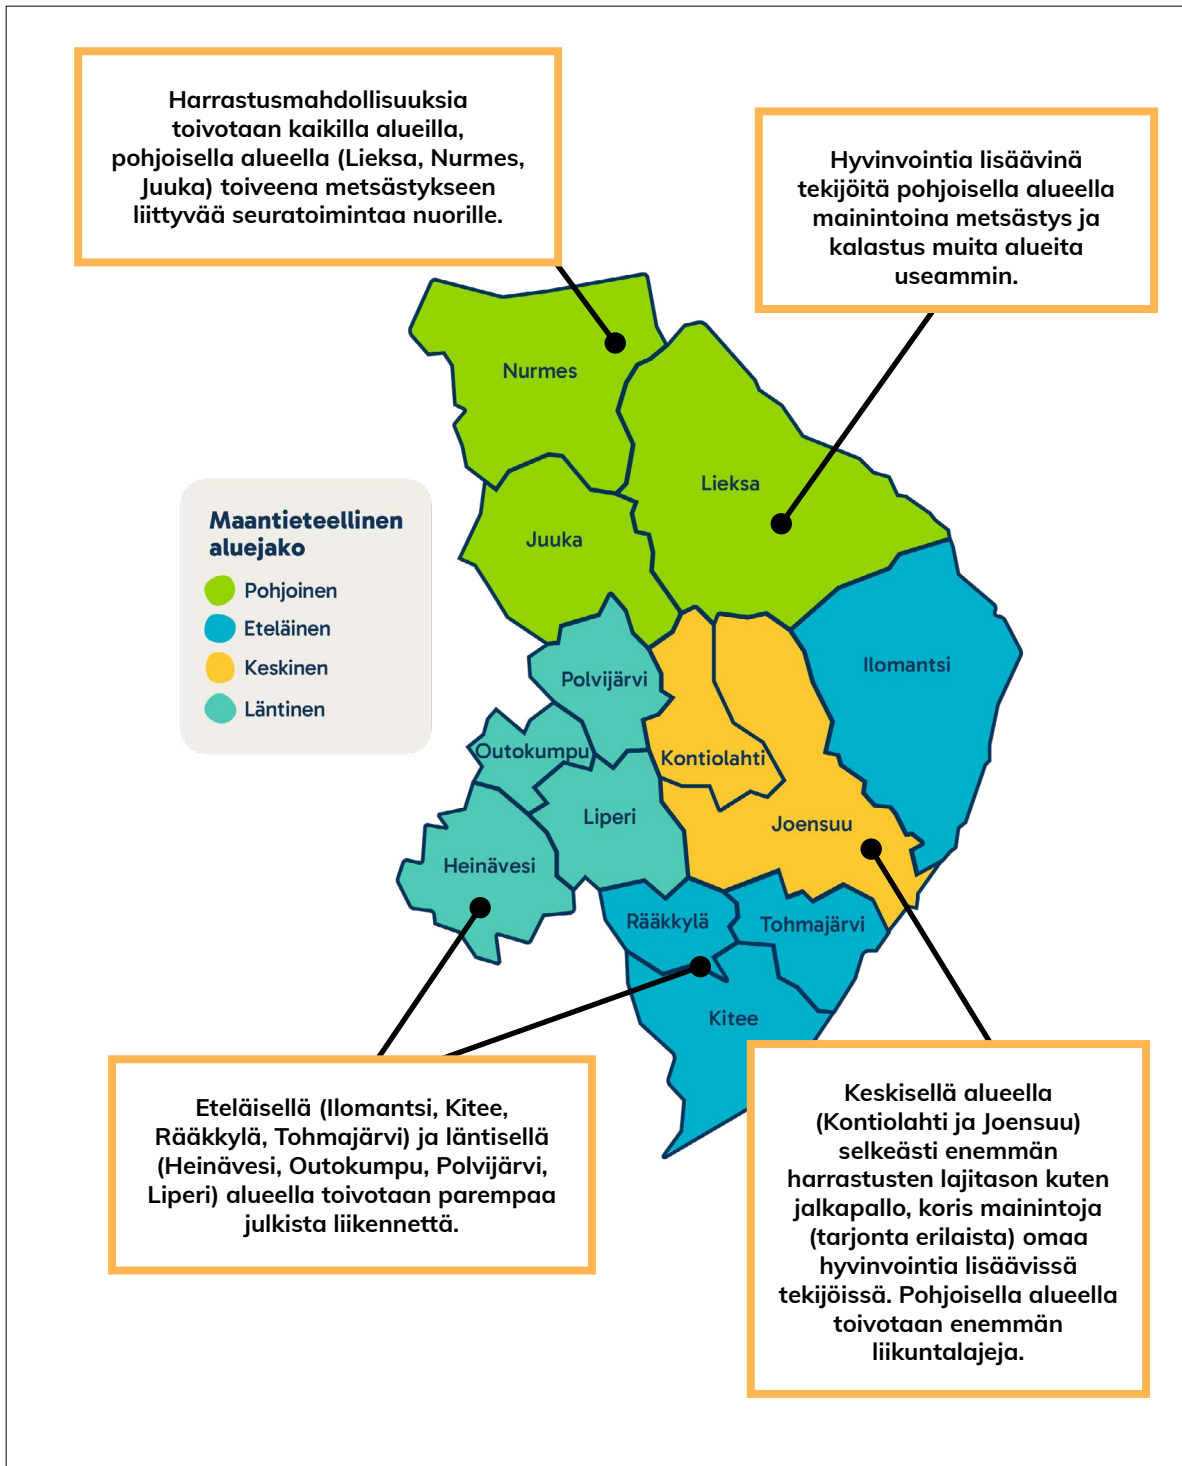 Harrastusmahdollisuuksia
toivotaan kaikilla alueilla,
pohjoisella alueella (Lieksa, Nurmes,
Juuka) toiveena metsästykseen
liittyvää seuratoimintaa nuorille.
Hyvinvointia lisäävinä
tekijöitä pohjoisella alueella
mainintoina metsästys ja
kalastus muita alueita
useammin.
Nurmes
Lieksa
Juuka
Maantieteellinen
aluejako
Pohjoinen
Eteläinen
Keskinen
Läntinen
Ilomantsi
Polvijärvi
Outokumpu
Kontiolahti
Liperi
Joensuu
Heinävesi
Rääkkylä
Tohmajärvi
Kitee
Eteläisellä (Ilomantsi, Kitee,
Rääkkylä, Tohmajärvi) ja läntisellä
(Heinävesi, Outokumpu, Polvijärvi,
Liperi) alueella toivotaan parempaa
julkista liikennettä.
Keskisellä alueella
(Kontiolahti ja Joensuu)
selkeästi enemmän
harrastusten lajitason kuten
jalkapallo, koris mainintoja
(tarjonta erilaista) omaa
hyvinvointia lisäävissä
tekijöissä. Pohjoisella alueella
toivotaan enemmän
liikuntalajeja.